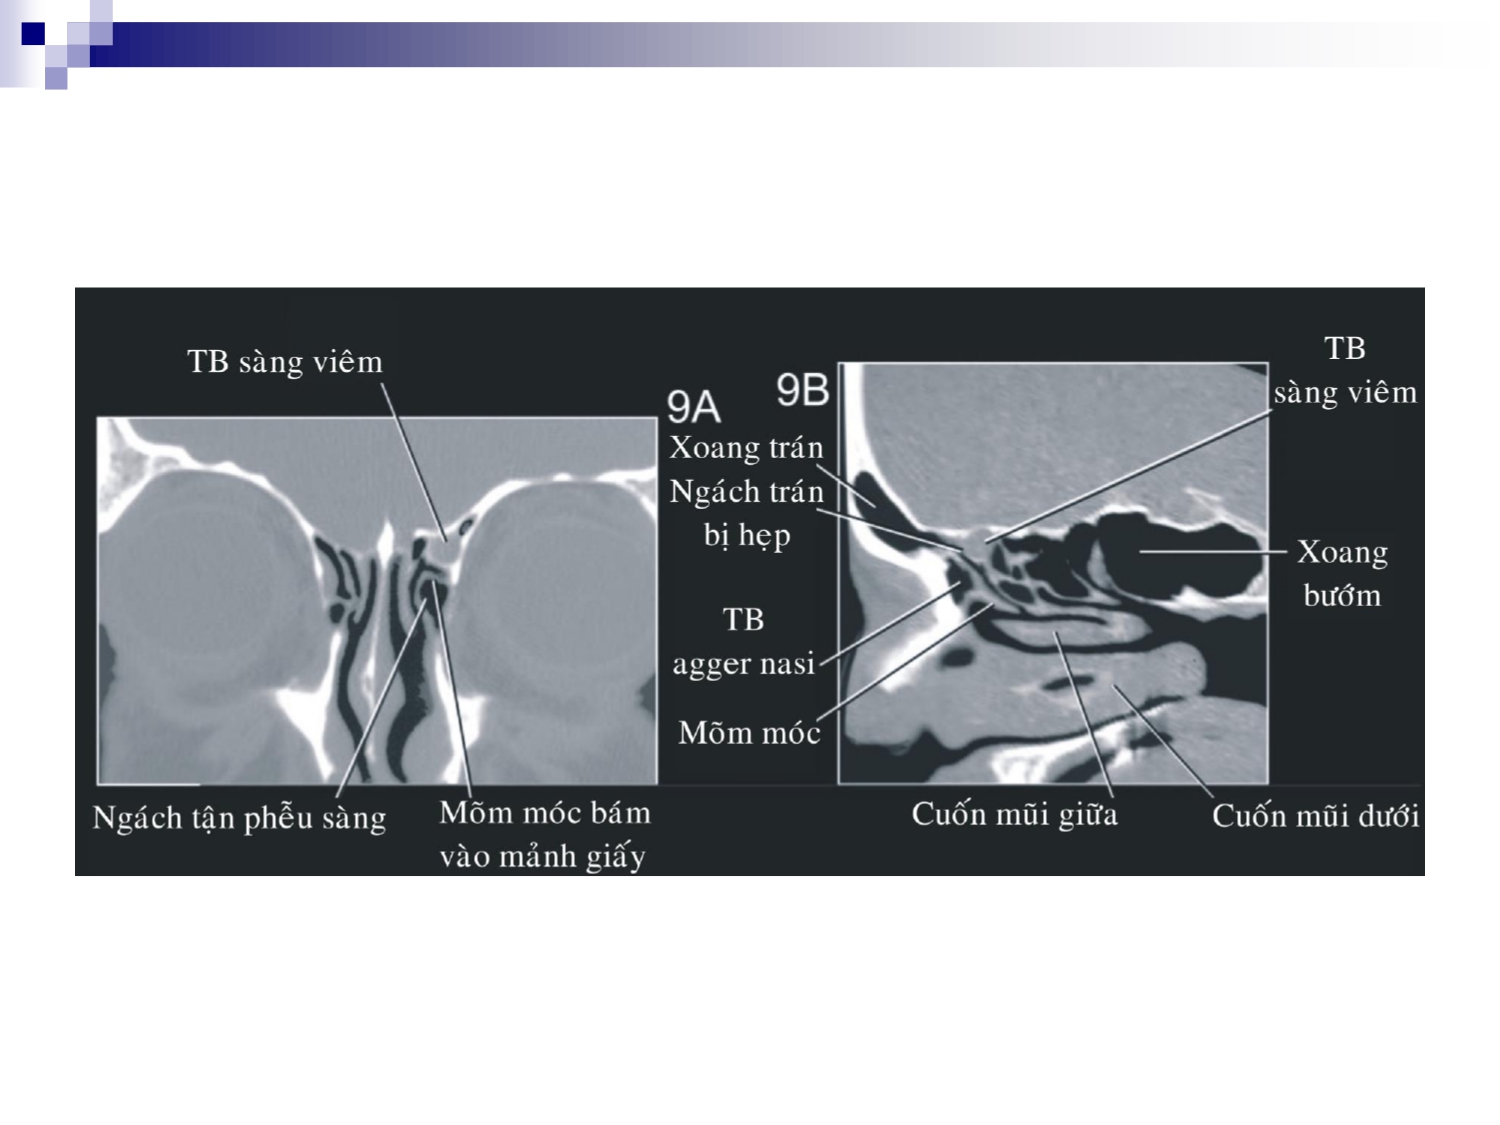 TB sàng viêm
9A
Ngách tận phễu sàng
Mõm móc bám
vào mảnh giấy
9B
Xoang trán
Ngách trán
bị hẹp
TB
agger nasi
Mõm móc
TB
sàng viêm
Xoang
bướm
Cuốn mũi giữa
Cuốn mũi dưới